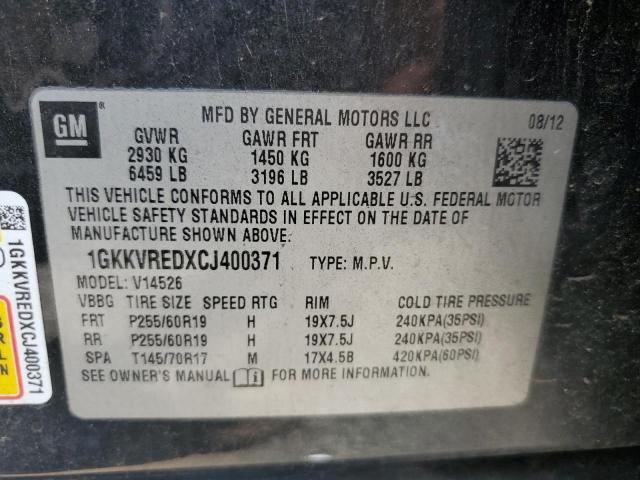 GM
®
MFD BY GENERAL MOTORS LLC 08/12
GVWR GAWR FRT GAWR RR
2930 KG 1450 KG 1600 KG
6459 LB 3196 LB 3527 LB
THIS VEHICLE CONFORMS TO ALL APPLICABLE U.S. FEDERAL MOTOR
VEHICLE SAFETY STANDARDS IN EFFECT ON THE DATE OF
MANUFACTURE SHOWN ABOVE.
1GKKVREDXCJ400371 TYPE: M.P.V.
MODEL: V14526
VBBG TIRE SIZE SPEED RTG RIM COLD TIRE PRESSURE
FRT P255/60R19 H 19X7.5J 240KPA(35PSI)
RR P255/60R19 H 19X7.5J 240KPA(35PSI)
SPA T145/70R17 M 17X4.5B 420KPA(60PSI)
SEE OWNER'S MANUAL FOR MORE INFORMATION.
1GKKVREDXCJ400371